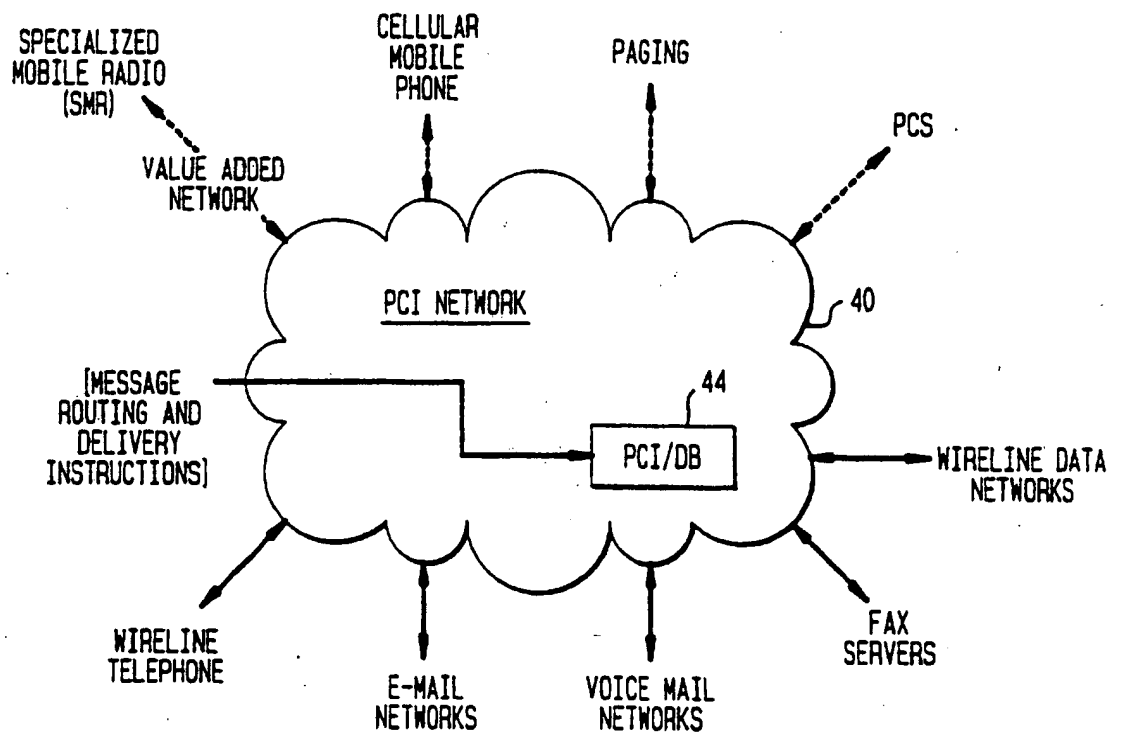 SPECIALIZED
MOBILE RADIO
(SMR)
CELLULAR
MOBILE
PHONE
PAGING
PCS
VALUE ADDED
NETWORK
PCI NETWORK
40
[MESSAGE
ROUTING AND
DELIVERY
INSTRUCTIONS]
44
PCI/DB
WIRELINE DATA
NETWORKS
WIRELINE
TELEPHONE
E-MAIL
NETWORKS
VOICE MAIL
NETWORKS
FAX
SERVERS